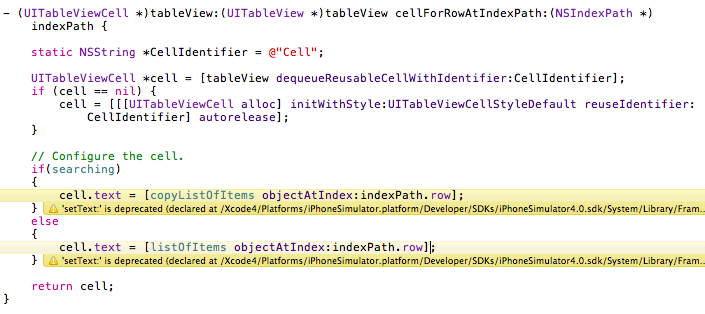 - (UITableViewCell *)tableView:(UITableView *)tableView cellForRowAtIndexPath:(NSIndexPath *)
indexPath {
static NSString *CellIdentifier = @"Cell";
UITableViewCell *cell = [tableView dequeueReusableCellWithIdentifier:CellIdentifier];
if (cell == nil) {
cell = [[[UITableViewCell alloc] initWithStyle:UITableViewCellStyleDefault reuseIdentifier:
CellIdentifier] autorelease];
}
// Configure the cell.
if(searching)
{
cell.text = [copyListOfItems objectAtIndex:indexPath.row];
} 'setText:' is deprecated (declared at /Xcode4/Platforms/iPhoneSimulator.platform/Developer/SDKs/iPhoneSimulator4.0.sdk/System/Library/Fram...
else
{
cell.text = [listOfItems objectAtIndex:indexPath.row];
} 'setText:' is deprecated (declared at /Xcode4/Platforms/iPhoneSimulator.platform/Developer/SDKs/iPhoneSimulator4.0.sdk/System/Library/Fram...
return cell;
}